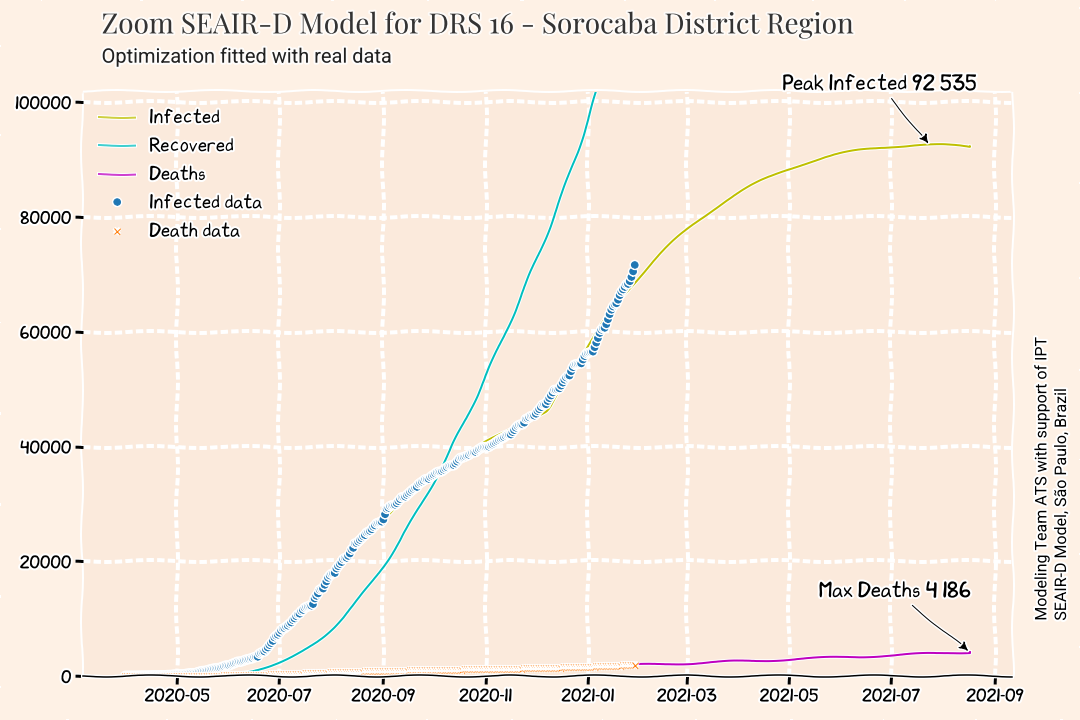 Zoom SEAIR-D Model for DRS 16 - Sorocaba District Region
Optimization fitted with real data
Peak Infected 92 535
100000
80000
60000
40000
20000
0
Infected
Recovered
Deaths
Infected data
Death data
Max Deaths 4 186
2020-05
2020-07
2020-09
2020-11
2021-01
2021-03
2021-05
2021-07
2021-09
Modeling Team ATS with support of IPT
SEAIR-D Model, São Paulo, Brazil